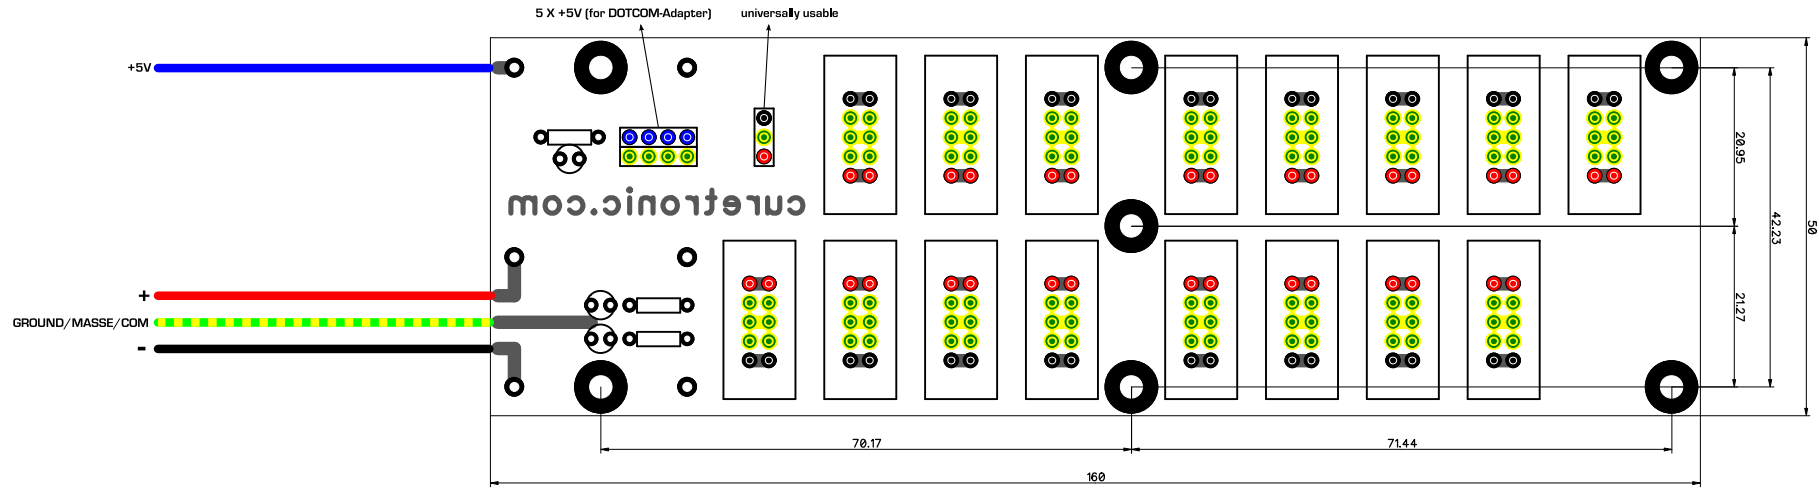 5 X +5V (for DOTCOM-Adapter) universally usable
+5V
curetronic.com
+
GROUND/MASSE/COM
-
20.95
42.23
50
21.27
70.17
71.44
160